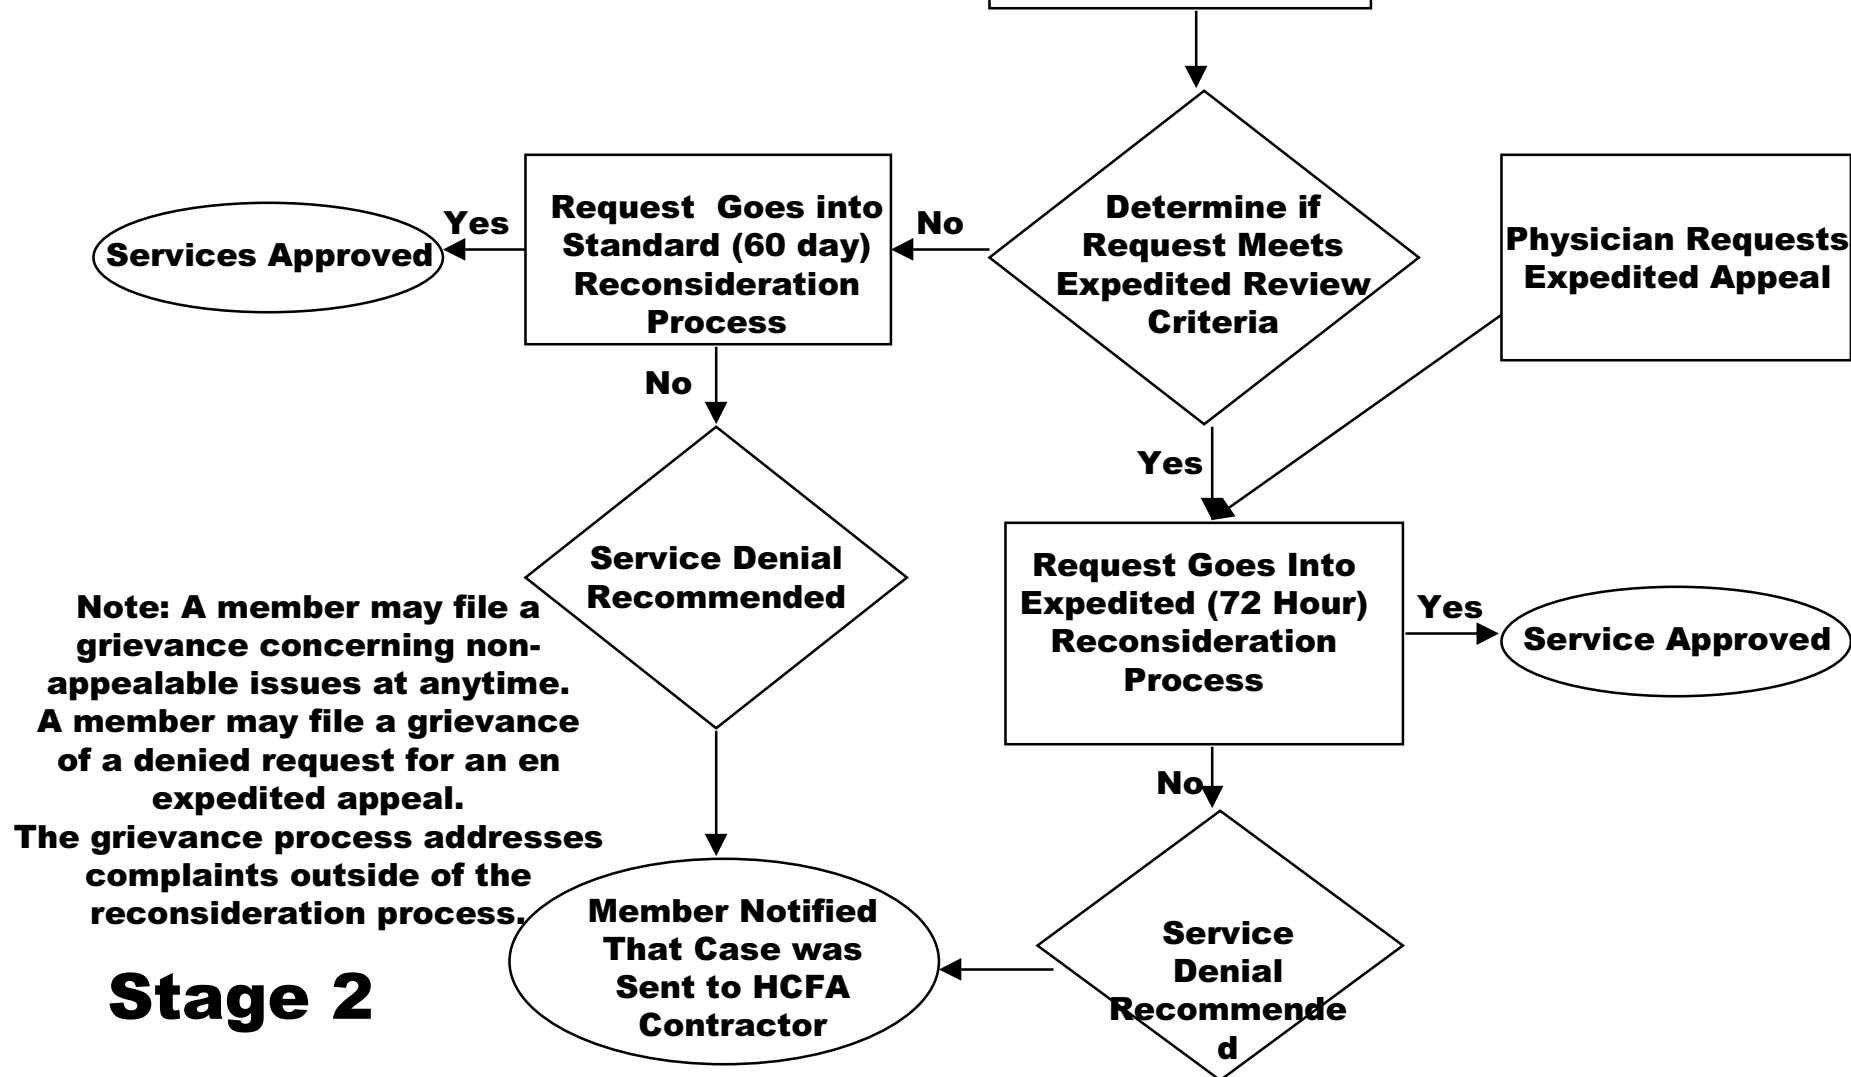 Services Approved
Yes
Request  Goes into
Standard (60 day)
Reconsideration
Process
No
Determine if
Request Meets
Expedited Review
Criteria
Physician Requests
Expedited Appeal
No
Yes
Service Denial
Recommended
Request Goes Into
Expedited (72 Hour)
Reconsideration
Process
Yes
Service Approved
Note: A member may file a
grievance concerning non-
appealable issues at anytime.
A member may file a grievance
of a denied request for an en
expedited appeal.
The grievance process addresses
complaints outside of the
reconsideration process.
No
Member Notified
That Case was
Sent to HCFA
Contractor
Service
Denial
Recommende
d
Stage 2